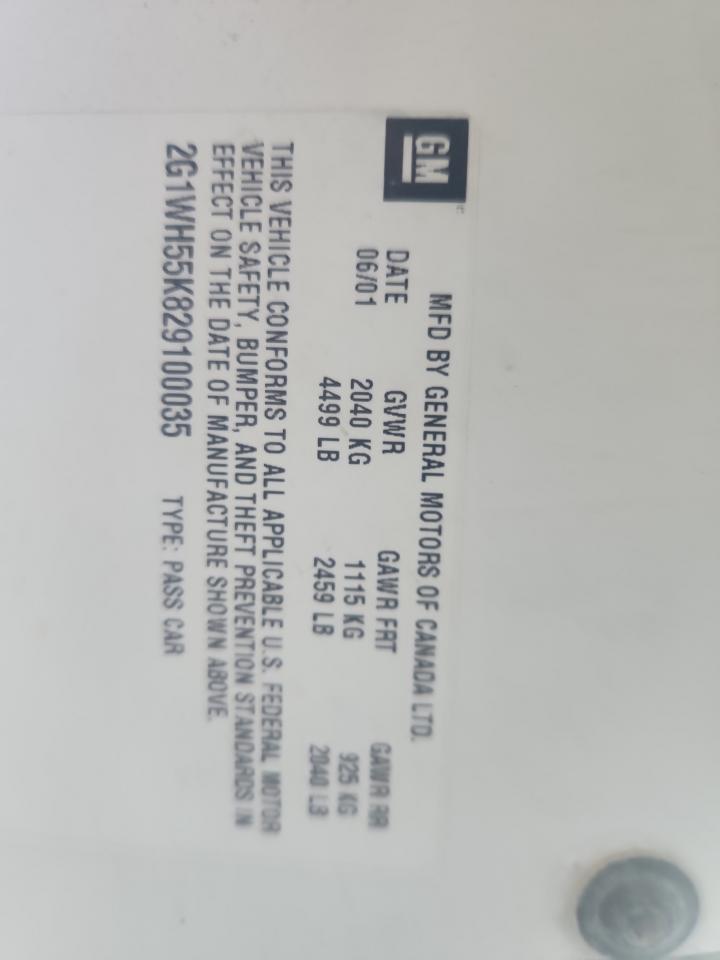 GM
MFD BY GENERAL MOTORS OF CANADA LTD.
DATE GVWR GAWR FRT GAWR RR
06/01 2040 KG 1115 KG 925 KG
4499 LB 2459 LB 2040 LB
THIS VEHICLE CONFORMS TO ALL APPLICABLE U.S. FEDERAL MOTOR
VEHICLE SAFETY, BUMPER, AND THEFT PREVENTION STANDARDS IN
EFFECT ON THE DATE OF MANUFACTURE SHOWN ABOVE.
2G1WH55K829100035 TYPE: PASS CAR